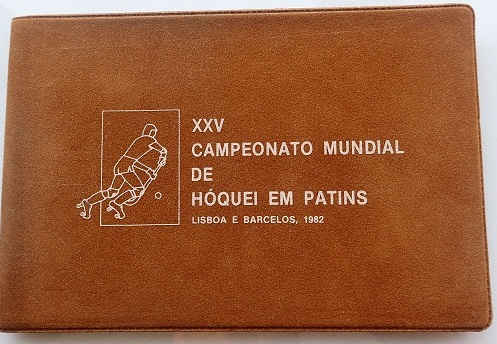 XXV
CAMPEONATO MUNDIAL
DE
HÓQUEI EM PATINS
LISBOA E BARCELOS, 1982